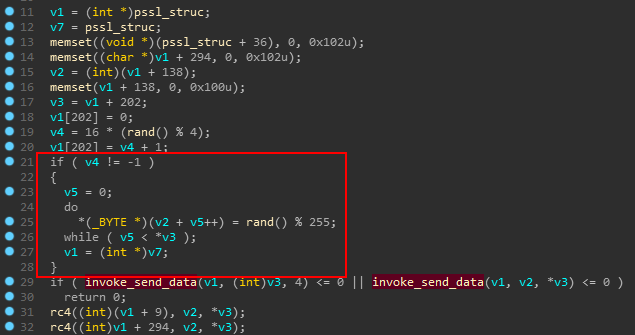 11 v1 = (int *)pssl_struc;
12 v7 = pssl_struc;
13 memset((void *)(pssl_struc + 36), 0, 0x102u);
14 memset((char *)v1 + 294, 0, 0x102u);
15 v2 = (int)(v1 + 138);
16 memset(v1 + 138, 0, 0x100u);
17 v3 = v1 + 202;
18 v1[202] = 0;
19 v4 = 16 * (rand() % 4);
20 v1[202] = v4 + 1;
21 if ( v4 != -1 )
22 {
23 v5 = 0;
24 do
25 *(_BYTE *)(v2 + v5++) = rand() % 255;
26 while ( v5 < *v3 );
27 v1 = (int *)v7;
28 }
29 if ( invoke_send_data(v1, (int)v3, 4) <= 0 || invoke_send_data(v1, v2, *v3) <= 0 )
30 return 0;
31 rc4((int)(v1 + 9), v2, *v3);
32 rc4((int)v1 + 294, v2, *v3);